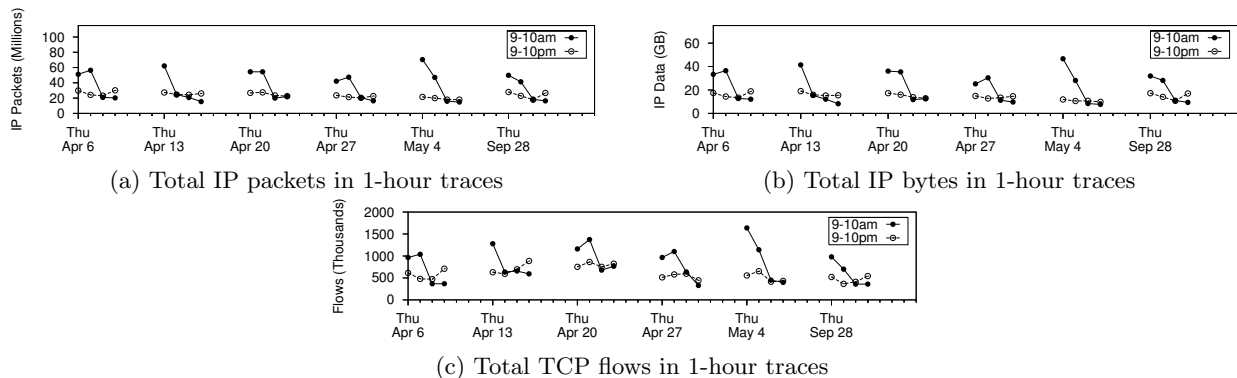 IP Packets (Millions)
100
80
60
40
20
0
9-10am
9-10pm
Thu Thu Thu Thu Thu Thu
Apr 6 Apr 13 Apr 20 Apr 27 May 4 Sep 28
(a) Total IP packets in 1-hour traces
IP Data (GB)
60
40
20
0
9-10am
9-10pm
Thu Thu Thu Thu Thu Thu
Apr 6 Apr 13 Apr 20 Apr 27 May 4 Sep 28
(b) Total IP bytes in 1-hour traces
Flows (Thousands)
2000
1500
1000
500
0
9-10am
9-10pm
Thu Thu Thu Thu Thu Thu
Apr 6 Apr 13 Apr 20 Apr 27 May 4 Sep 28
(c) Total TCP flows in 1-hour traces